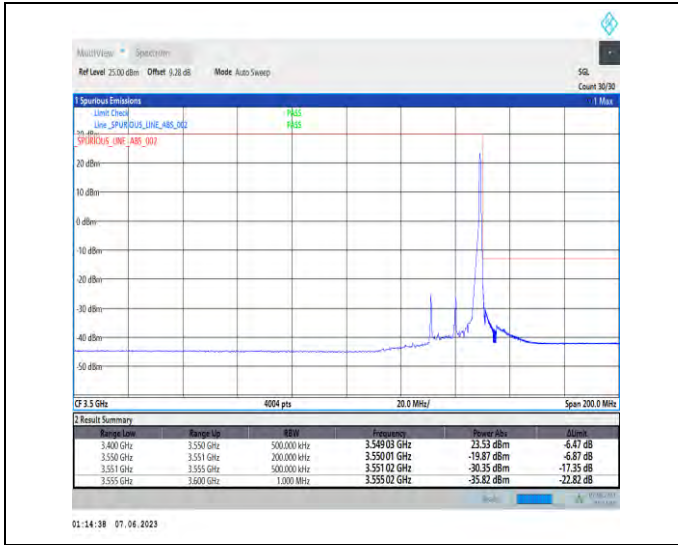 MultiView Spectrum
Ref Level 25.00 dBm Offset 9.28 dB Mode Auto Sweep
SGL
Count 30/30
1 Spurious Emissions 1 Max
Limit Check PASS
Line _SPURIOUS_LINE_ABS_002 PASS
_SPURIOUS_LINE_ABS_002
20 dBm
10 dBm
0 dBm
-10 dBm
-20 dBm
-30 dBm
-40 dBm
-50 dBm
CF 3.5 GHz 4004 pts 20.0 MHz/ Span 200.0 MHz
2 Result Summary
Range Low Range Up RBW Frequency Power Abs ΔLimit
3.400 GHz 3.550 GHz 500.000 kHz 3.549 03 GHz 23.53 dBm -6.47 dB
3.550 GHz 3.551 GHz 200.000 kHz 3.550 01 GHz -19.87 dBm -6.87 dB
3.551 GHz 3.555 GHz 500.000 kHz 3.551 02 GHz -30.35 dBm -17.35 dB
3.555 GHz 3.600 GHz 1.000 MHz 3.555 02 GHz -35.82 dBm -22.82 dB
01:14:38 07.06.2023